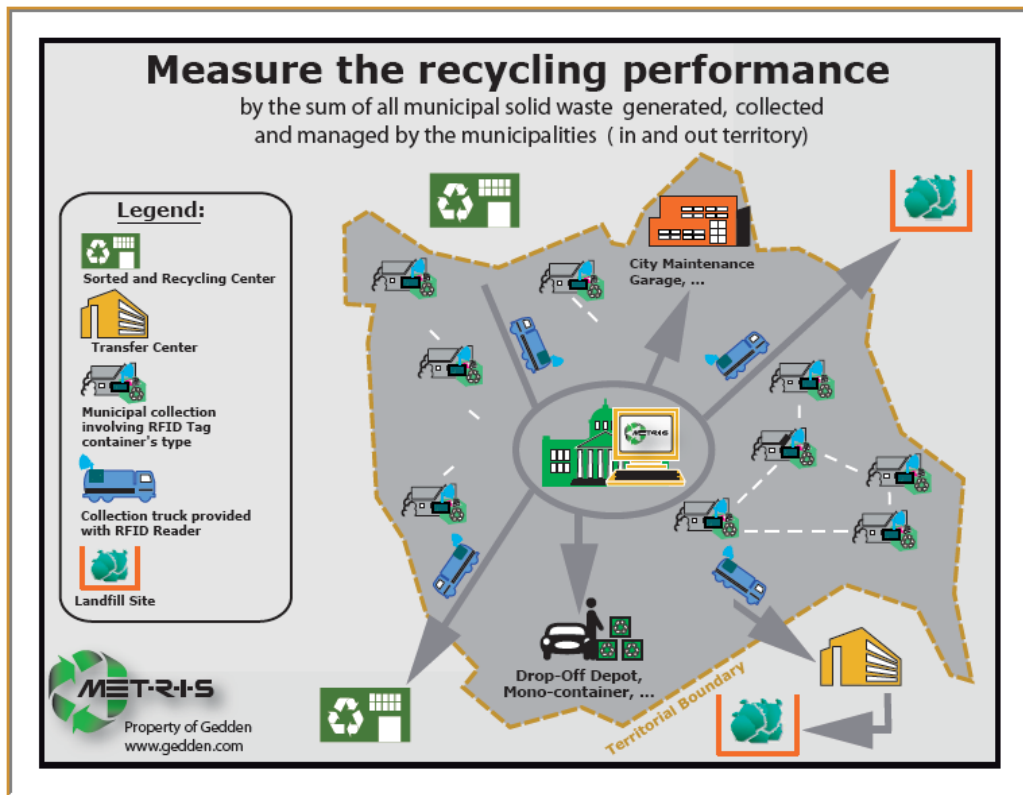 Measure the recycling performance
by the sum of all municipal solid waste generated, collected
and managed by the municipalities ( in and out territory)
Legend:
Sorted and Recycling Center
Transfer Center
Municipal collection
involving RFID Tag
container's type
Collection truck provided
with RFID Reader
Landfill Site
City Maintenance
Garage, ...
MET-R-I-S
Drop-Off Depot,
Mono-container, ...
Territorial Boundary
MET-R-I-S
Property of Gedden
www.gedden.com